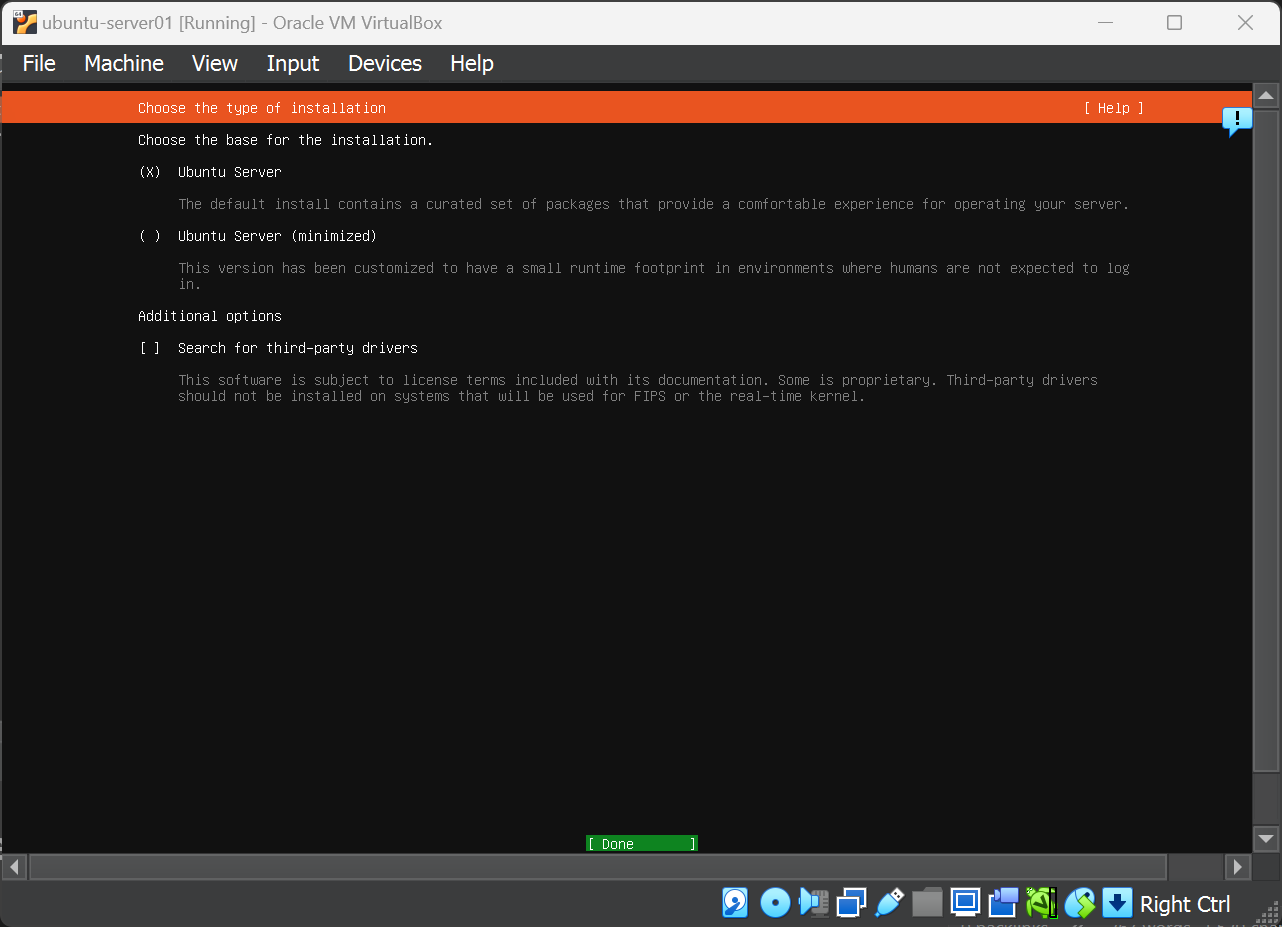 ubuntu-server01 [Running] - Oracle VM VirtualBox
File Machine View Input Devices Help
Choose the type of installation [ Help ]
Choose the base for the installation.
(X) Ubuntu Server
The default install contains a curated set of packages that provide a comfortable experience for operating your server.
( ) Ubuntu Server (minimized)
This version has been customized to have a small runtime footprint in environments where humans are not expected to log
in.
Additional options
[ ] Search for third-party drivers
This software is subject to license terms included with its documentation. Some is proprietary. Third-party drivers
should not be installed on systems that will be used for FIPS or the real-time kernel.
[ Done ]
Right Ctrl